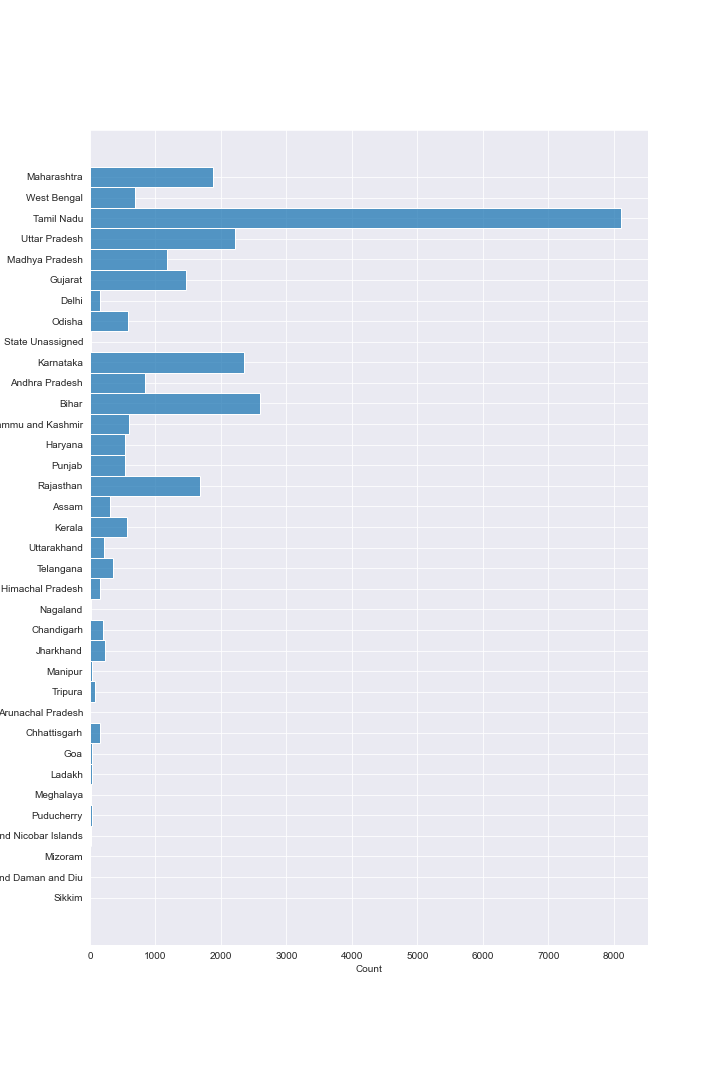 Maharashtra
West Bengal
Tamil Nadu
Uttar Pradesh
Madhya Pradesh
Gujarat
Delhi
Odisha
State Unassigned
Karnataka
Andhra Pradesh
Bihar
ammu and Kashmir
Haryana
Punjab
Rajasthan
Assam
Kerala
Uttarakhand
Telangana
Himachal Pradesh
Nagaland
Chandigarh
Jharkhand
Manipur
Tripura
Arunachal Pradesh
Chhattisgarh
Goa
Ladakh
Meghalaya
Puducherry
nd Nicobar Islands
Mizoram
nd Daman and Diu
Sikkim
0 1000 2000 3000 4000 5000 6000 7000 8000
Count